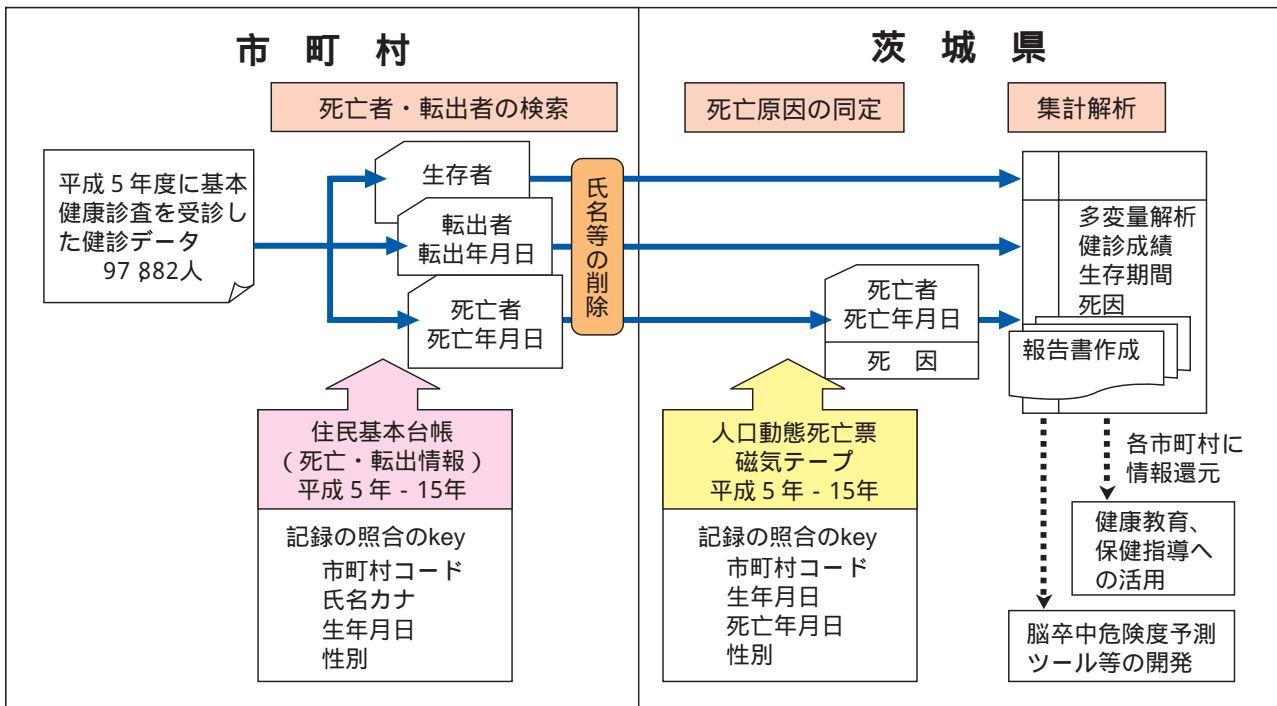 市 町 村
死亡者・転出者の検索
平成5年度に基本
健康診査を受診し
た健診データ
97,882人
生存者
転出者
転出年月日
死亡者
死亡年月日
氏名等の削除
住民基本台帳
（死亡・転出情報）
平成5年 - 15年
記録の照合のkey
市町村コード
氏名カナ
生年月日
性別
茨 城 県
死亡原因の同定
集計解析
死亡者
死亡年月日
死 因
多変量解析
健診成績
生存期間
死因
報告書作成
人口動態死亡票
磁気テープ
平成5年 - 15年
記録の照合のkey
市町村コード
生年月日
死亡年月日
性別
各市町村に
情報還元
健康教育、
保健指導へ
の活用
脳卒中危険度予測
ツール等の開発